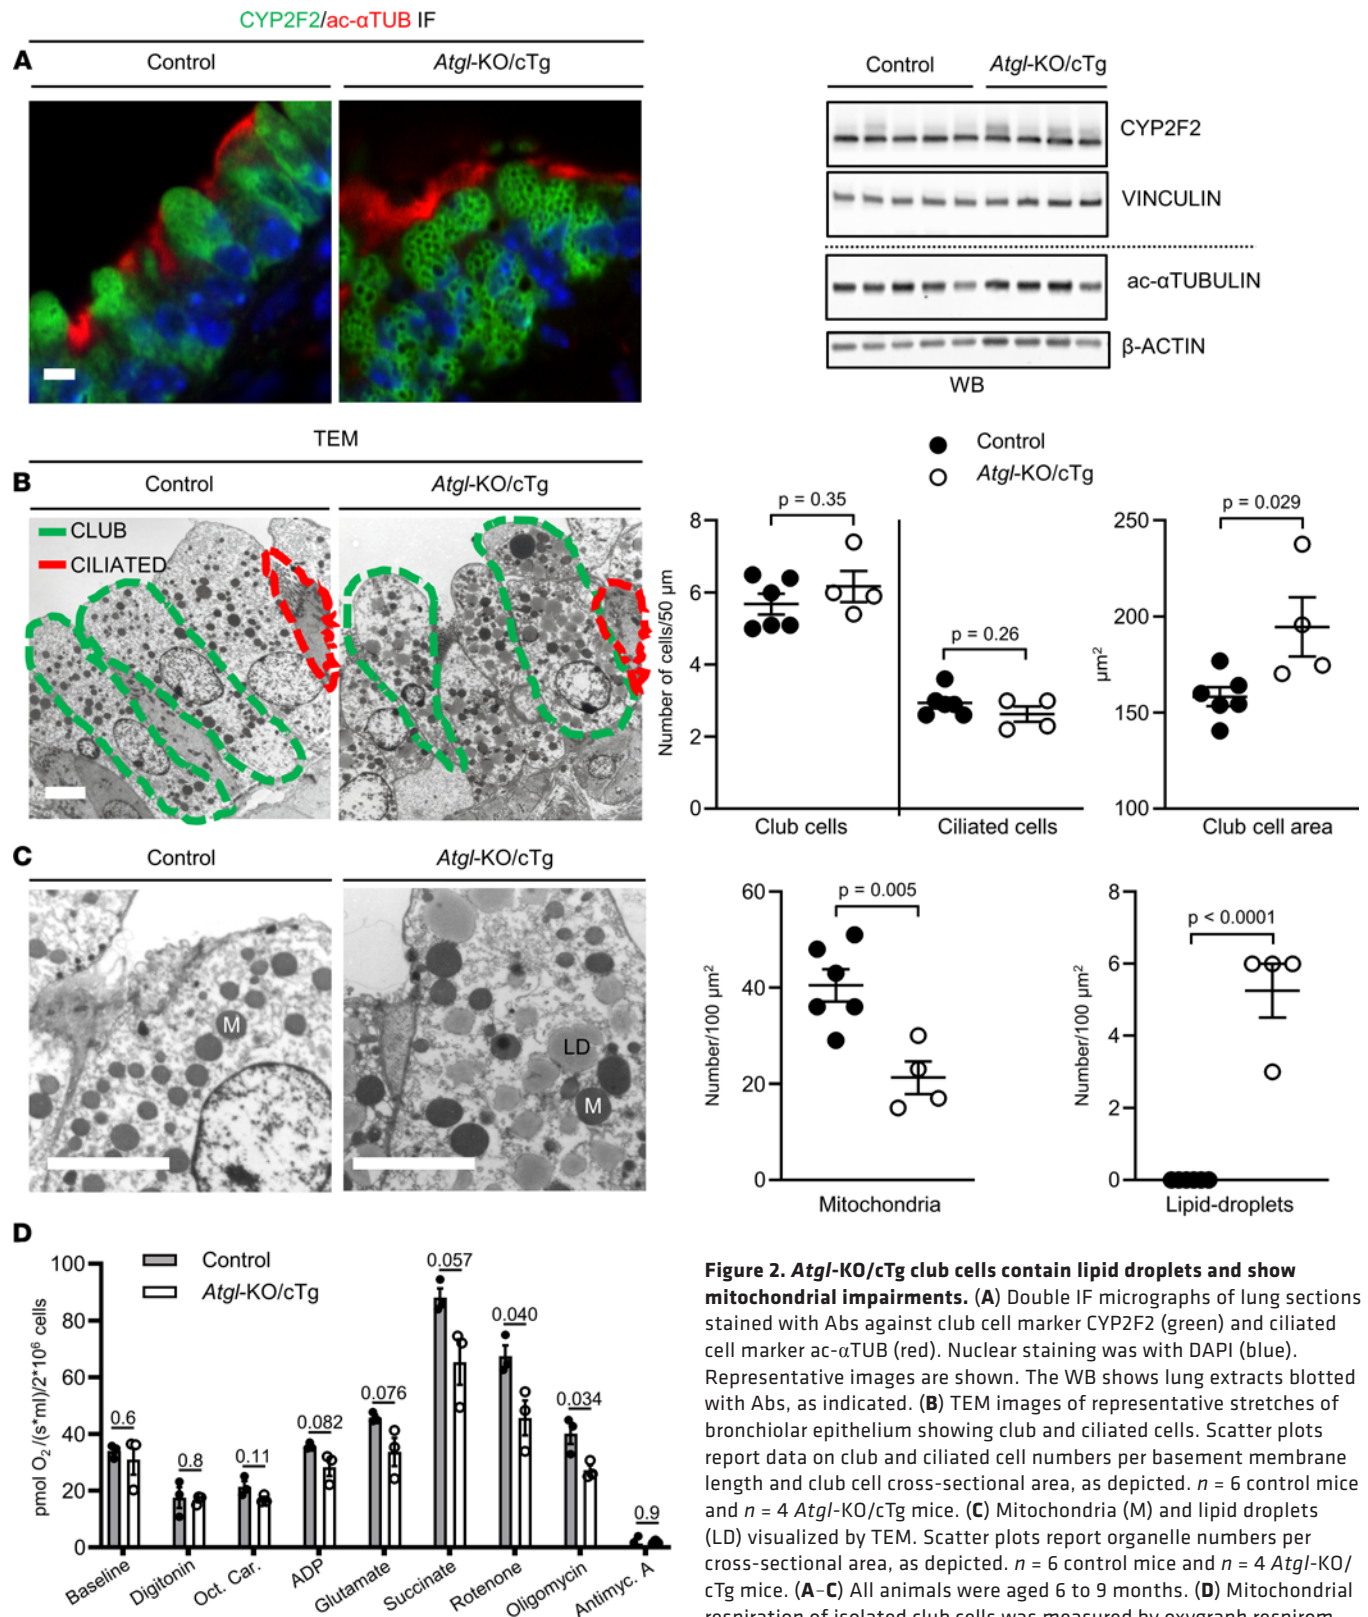 CYP2F2/ac-αTUB IF
A
Control
Atgl-KO/cTg
Control
Atgl-KO/cTg
CYP2F2
VINCULIN
ac-αTUBULIN
β-ACTIN
WB
TEM
B
Control
Atgl-KO/cTg
CLUB
CILIATED
Control
Atgl-KO/cTg
p = 0.35
p = 0.26
Number of cells/50 µm
8
6
4
2
0
Club cells
Ciliated cells
p = 0.029
µm²
250
200
150
100
Club cell area
C
Control
Atgl-KO/cTg
M
LD
M
p = 0.005
Number/100 µm²
60
40
20
0
Mitochondria
p < 0.0001
Number/100 µm²
8
6
4
2
0
Lipid-droplets
D
Control
Atgl-KO/cTg
pmol O₂ /(s*ml)/2*10⁶ cells
100
80
60
40
20
0
0.6
0.8
0.11
0.082
0.076
0.057
0.040
0.034
0.9
Baseline
Digitonin
Oct. Car.
ADP
Glutamate
Succinate
Rotenone
Oligomycin
Antimyc. A
Figure 2. Atgl-KO/cTg club cells contain lipid droplets and show
mitochondrial impairments. (A) Double IF micrographs of lung sections
stained with Abs against club cell marker CYP2F2 (green) and ciliated
cell marker ac-αTUB (red). Nuclear staining was with DAPI (blue).
Representative images are shown. The WB shows lung extracts blotted
with Abs, as indicated. (B) TEM images of representative stretches of
bronchiolar epithelium showing club and ciliated cells. Scatter plots
report data on club and ciliated cell numbers per basement membrane
length and club cell cross-sectional area, as depicted. n = 6 control mice
and n = 4 Atgl-KO/cTg mice. (C) Mitochondria (M) and lipid droplets
(LD) visualized by TEM. Scatter plots report organelle numbers per
cross-sectional area, as depicted. n = 6 control mice and n = 4 Atgl-KO/
cTg mice. (A–C) All animals were aged 6 to 9 months. (D) Mitochondrial
respiration of isolated club cells was measured by oxygraph respirom-